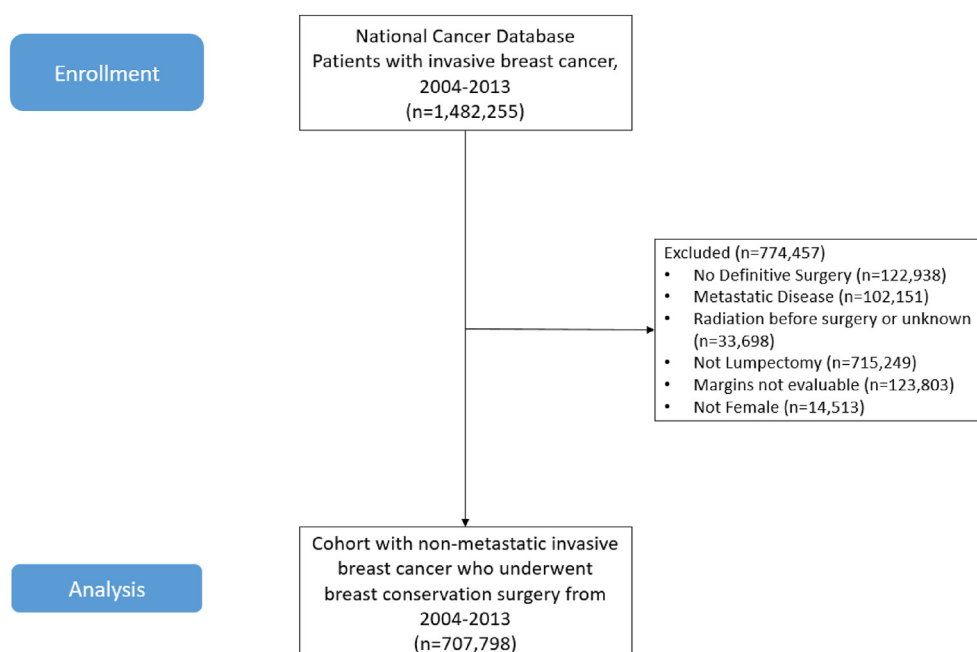 Enrollment
National Cancer Database
Patients with invasive breast cancer,
2004-2013
(n=1,482,255)
Excluded (n=774,457)
• No Definitive Surgery (n=122,938)
• Metastatic Disease (n=102,151)
• Radiation before surgery or unknown
(n=33,698)
• Not Lumpectomy (n=715,249)
• Margins not evaluable (n=123,803)
• Not Female (n=14,513)
Analysis
Cohort with non-metastatic invasive
breast cancer who underwent
breast conservation surgery from
2004-2013
(n=707,798)